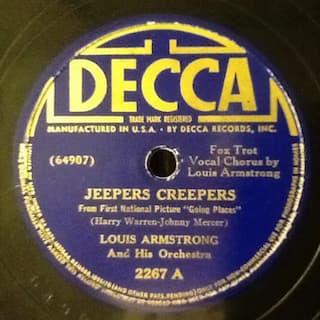 DECCA
TRADE MARK REGISTERED
MANUFACTURED IN U.S.A. • BY DECCA RECORDS, INC.
(64907)
Fox Trot
Vocal Chorus by
Louis Armstrong
JEEPERS CREEPERS
From First National Picture "Going Places"
(Harry Warren-Johnny Mercer)
LOUIS ARMSTRONG
And His Orchestra
2267 A